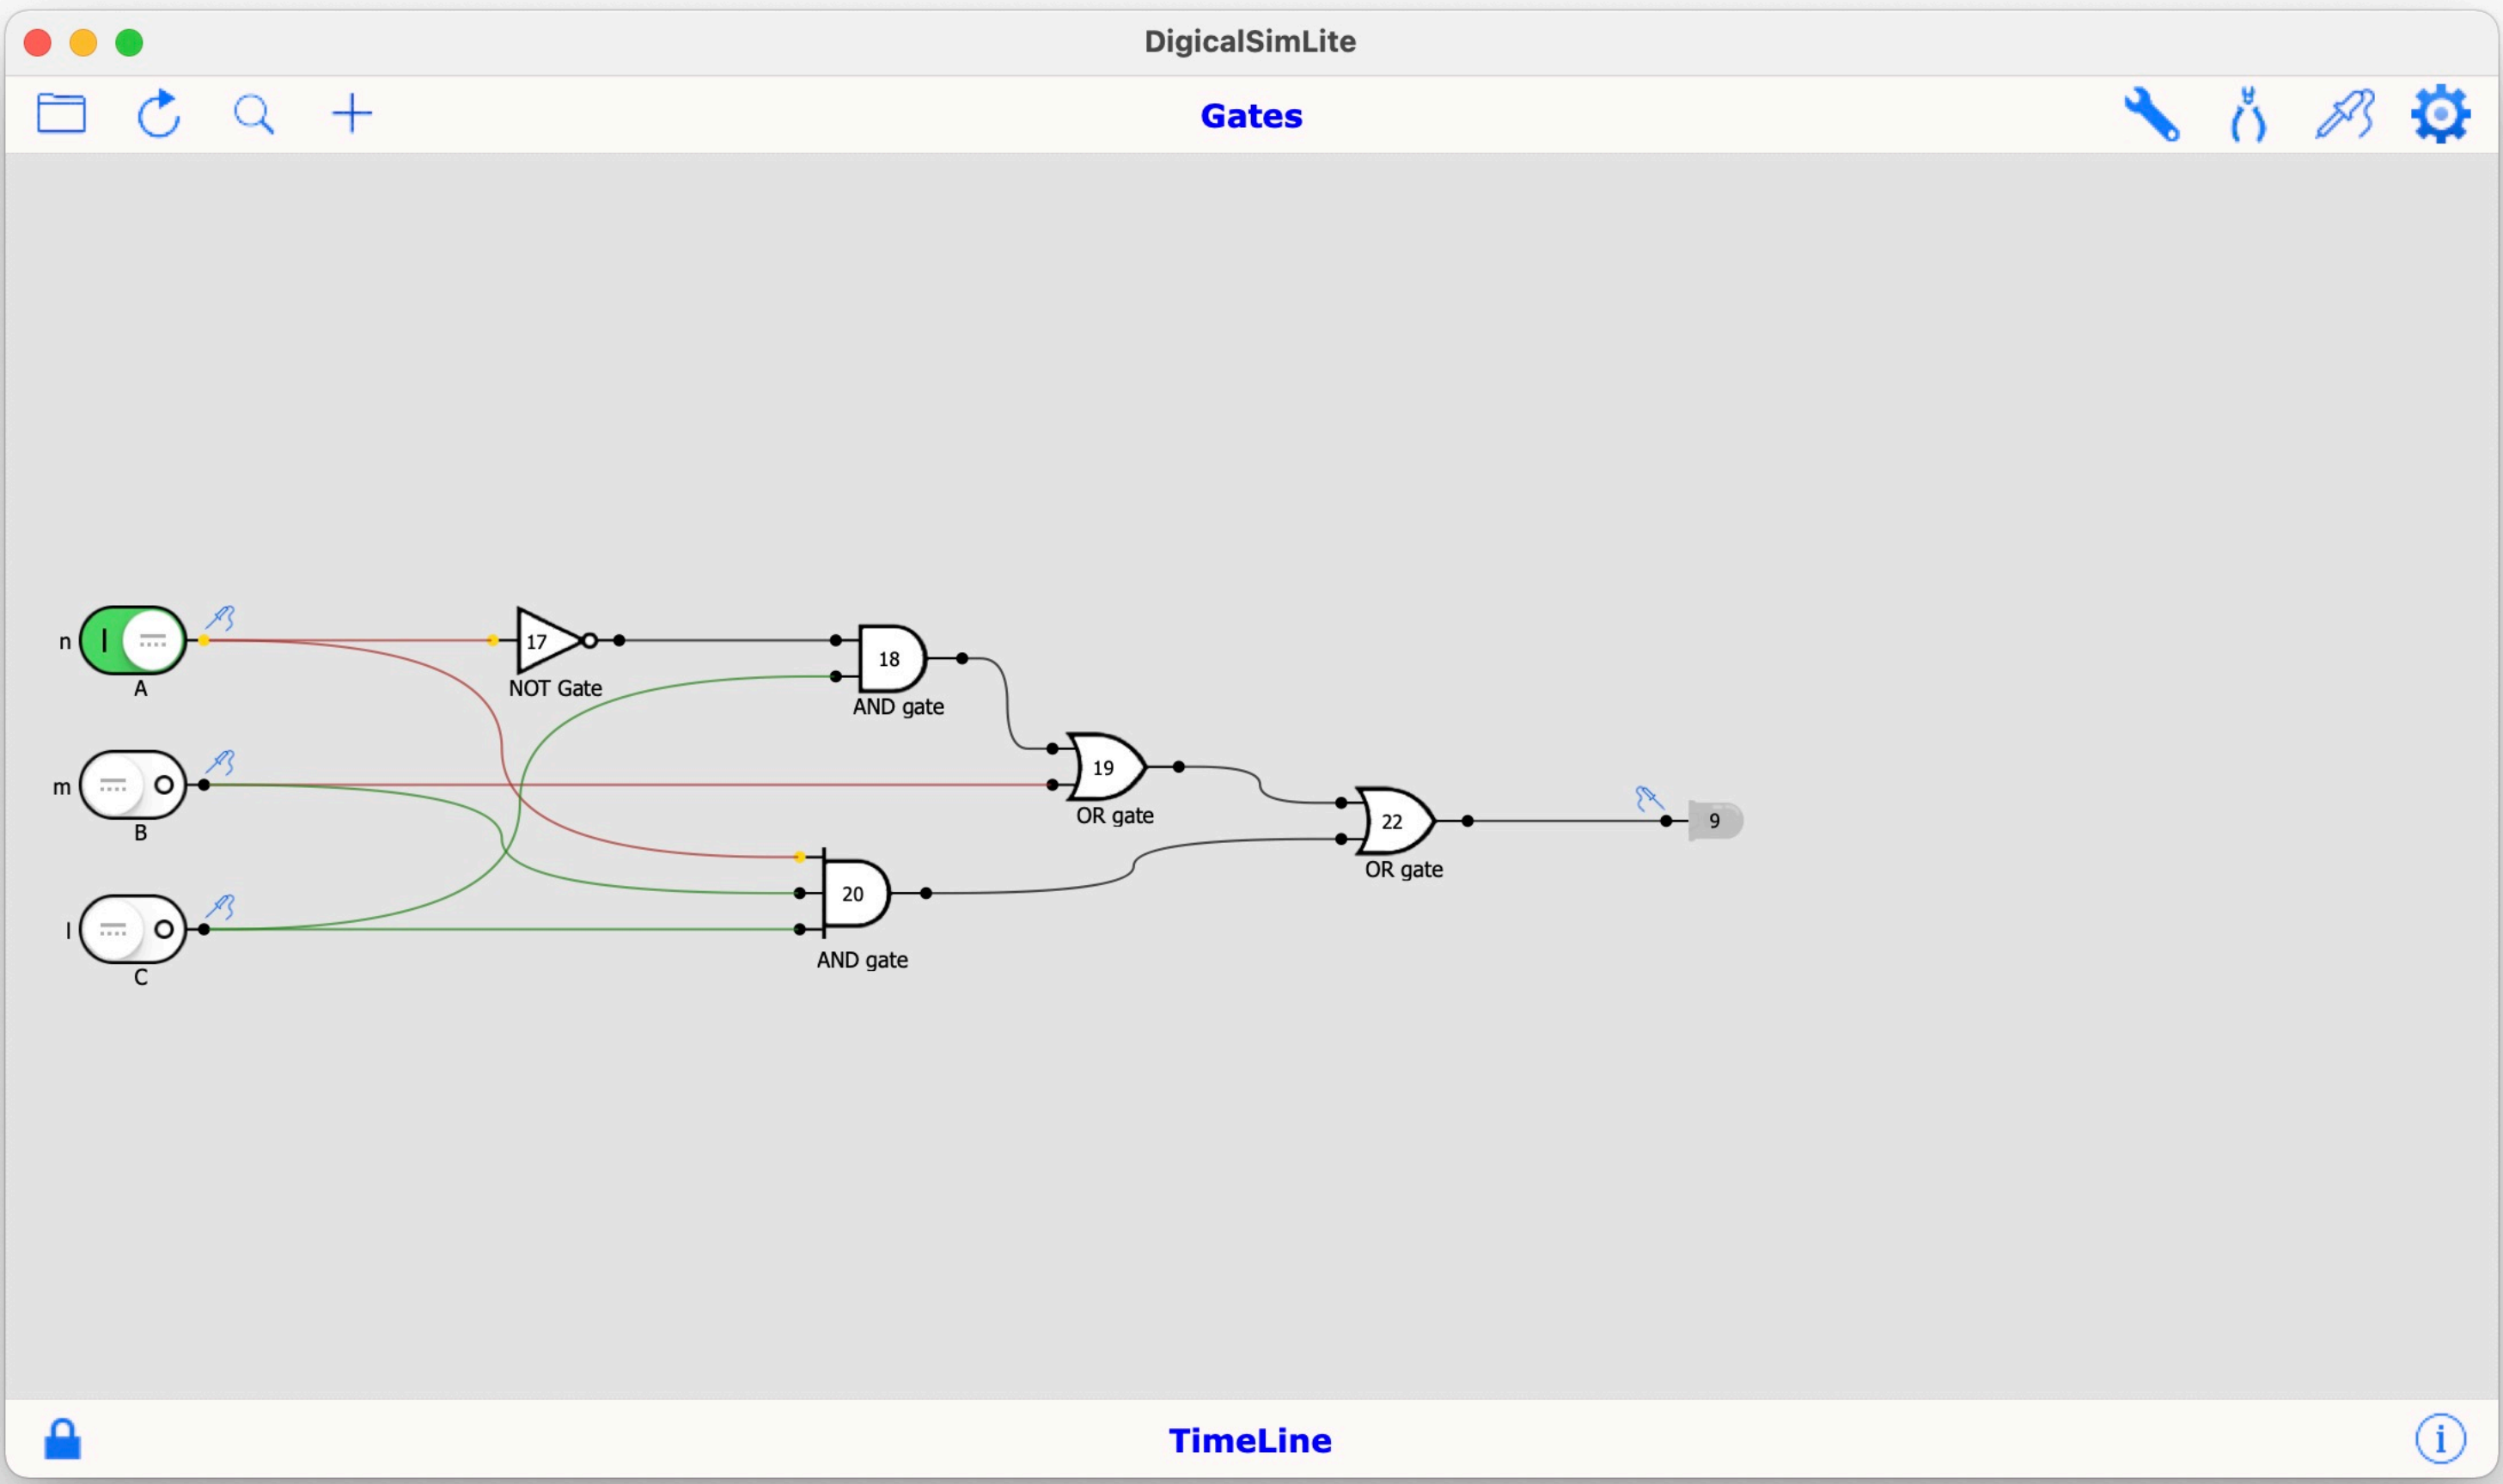 DigicalSimLite
Gates
n
A
17
NOT Gate
18
AND gate
m
B
19
OR gate
22
OR gate
9
20
AND gate
l
C
TimeLine